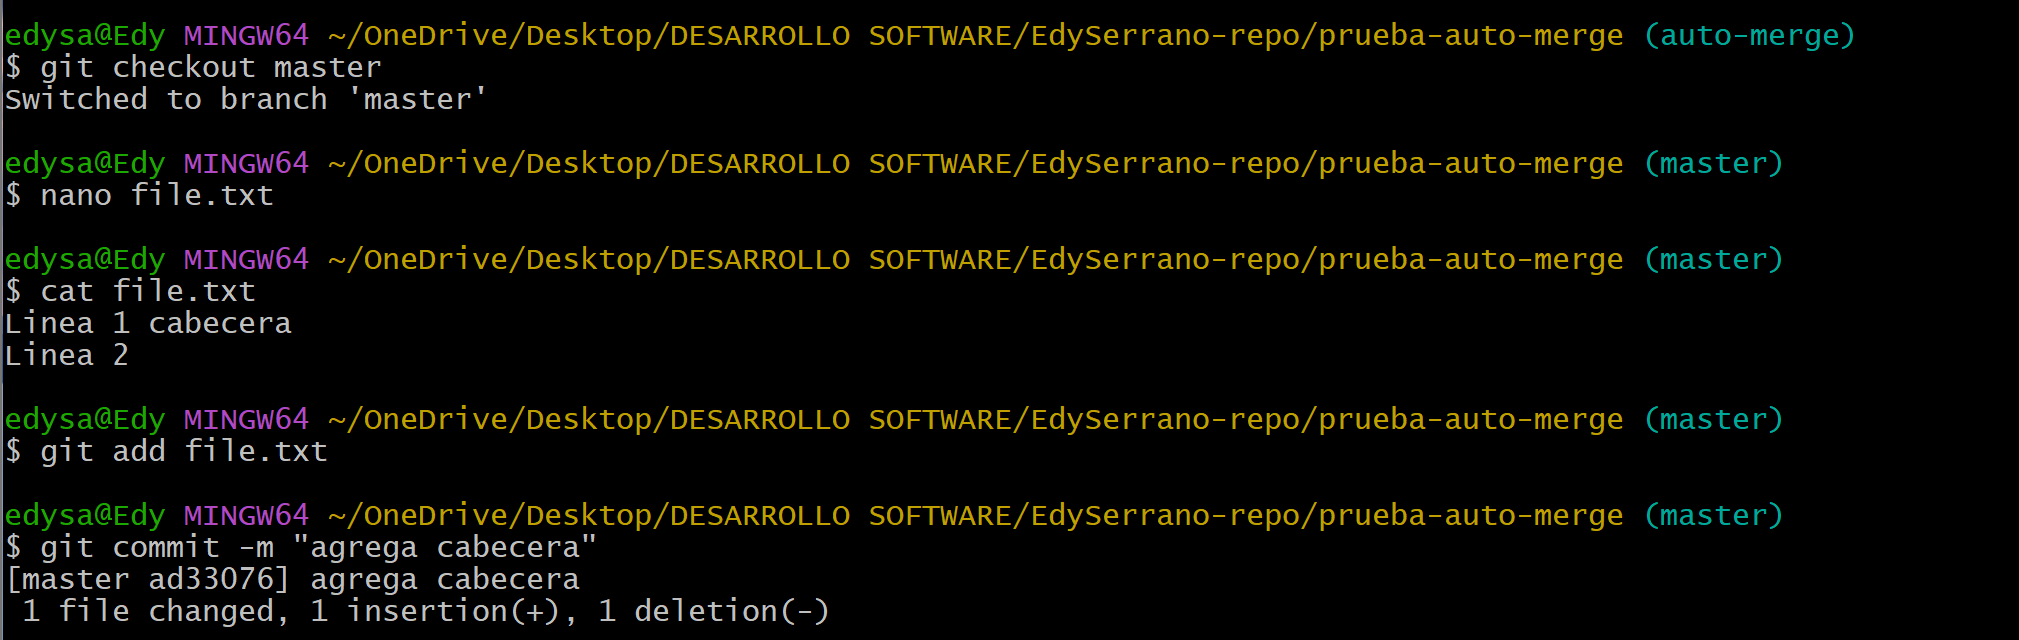 edysa@Edy MINGW64 ~/OneDrive/Desktop/DESARROLLO SOFTWARE/EdySerrano-repo/prueba-auto-merge (auto-merge)
$ git checkout master
Switched to branch 'master'
edysa@Edy MINGW64 ~/OneDrive/Desktop/DESARROLLO SOFTWARE/EdySerrano-repo/prueba-auto-merge (master)
$ nano file.txt
edysa@Edy MINGW64 ~/OneDrive/Desktop/DESARROLLO SOFTWARE/EdySerrano-repo/prueba-auto-merge (master)
$ cat file.txt
Linea 1 cabecera
Linea 2
edysa@Edy MINGW64 ~/OneDrive/Desktop/DESARROLLO SOFTWARE/EdySerrano-repo/prueba-auto-merge (master)
$ git add file.txt
edysa@Edy MINGW64 ~/OneDrive/Desktop/DESARROLLO SOFTWARE/EdySerrano-repo/prueba-auto-merge (master)
$ git commit -m "agrega cabecera"
[master ad33076] agrega cabecera
 1 file changed, 1 insertion(+), 1 deletion(-)